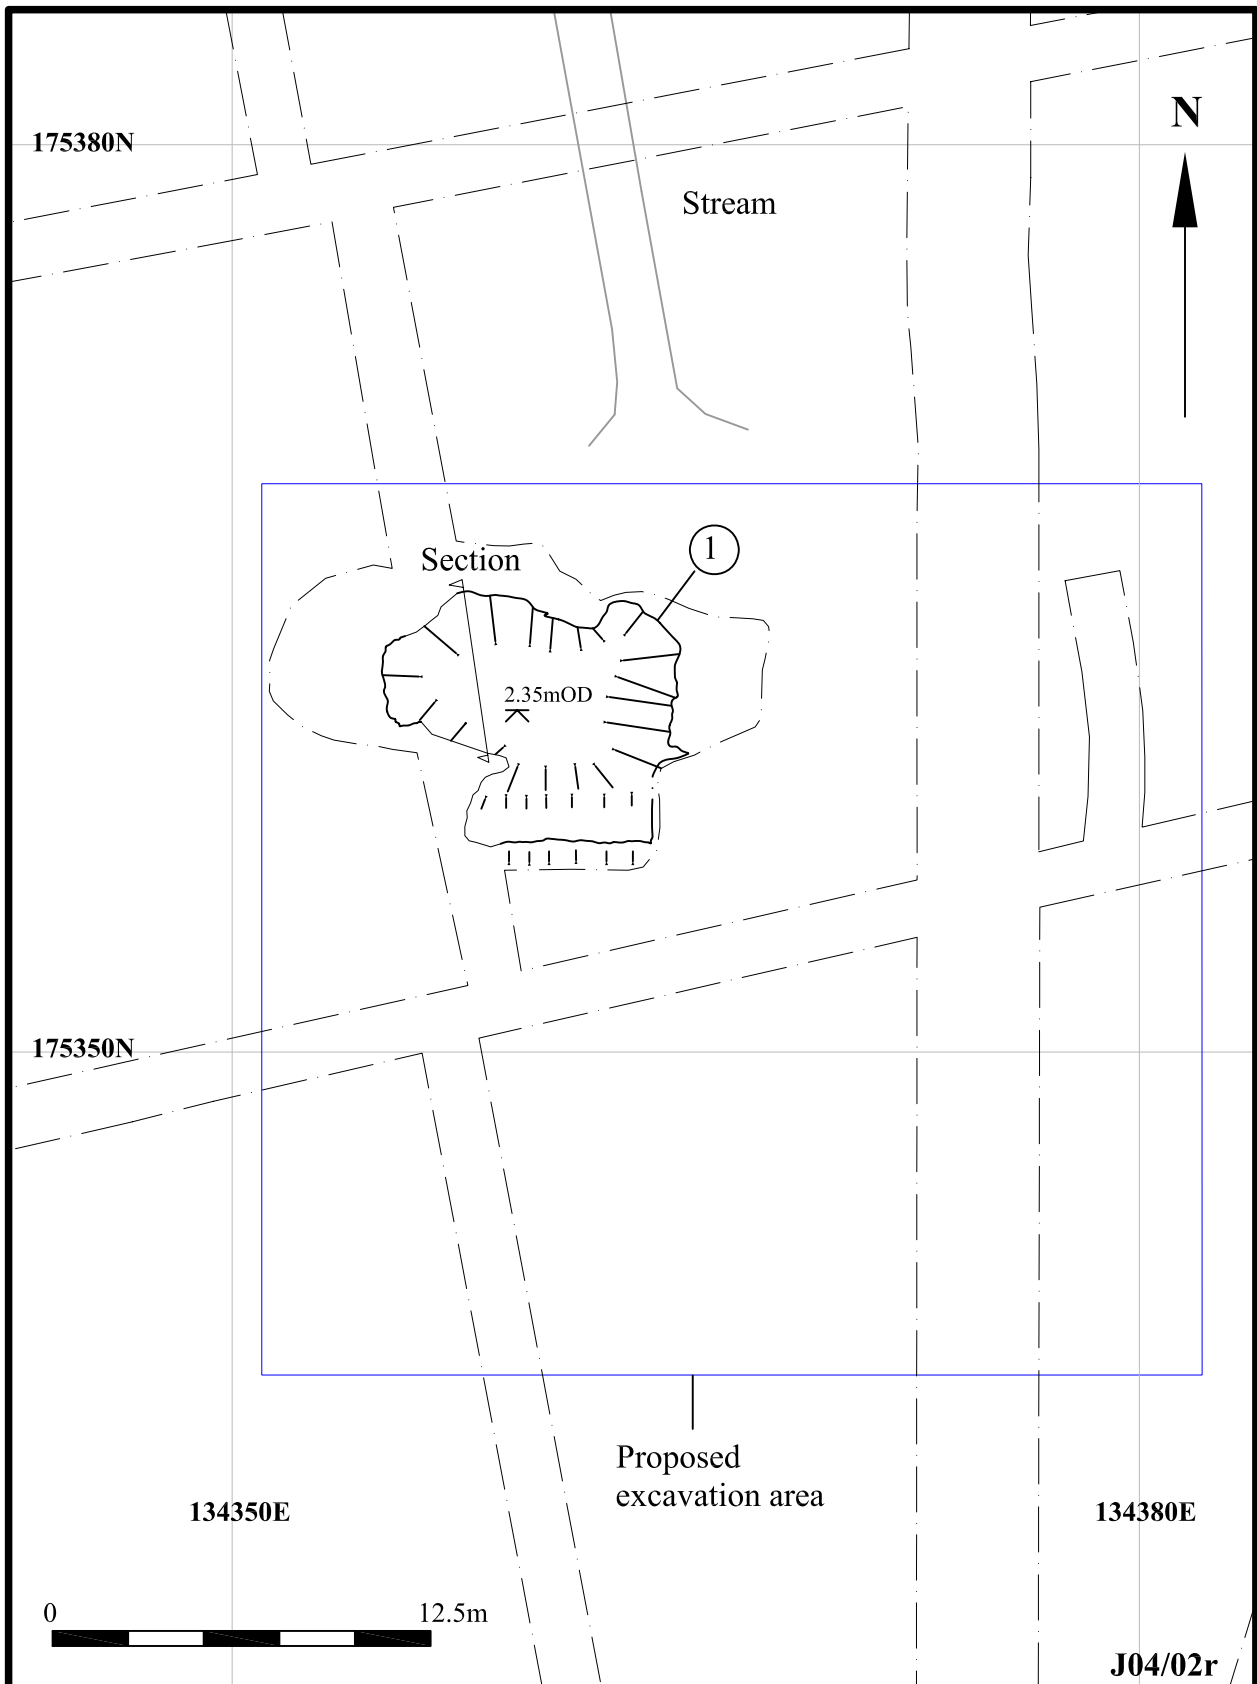 N
175380N
Stream
1
Section
2.35mOD
175350N
Proposed
excavation area
134350E
134380E
0
12.5m
J04/02r